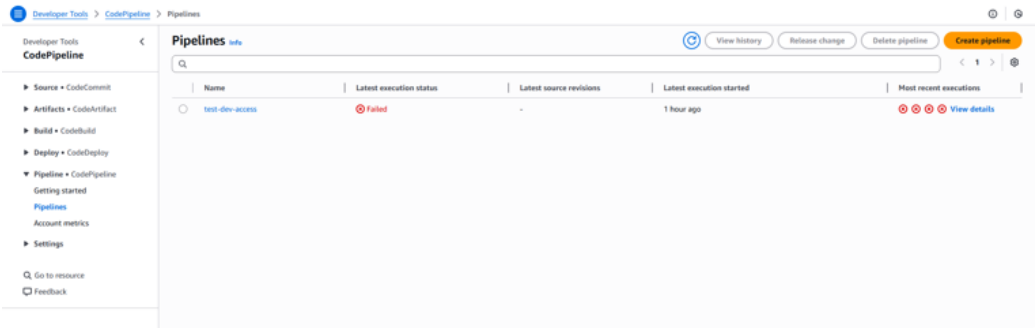 Developer Tools > CodePipeline > Pipelines
Developer Tools
CodePipeline
Source • CodeCommit
Artifacts • CodeArtifact
Build • CodeBuild
Deploy • CodeDeploy
Pipeline • CodePipeline
Getting started
Pipelines
Account metrics
Settings
Go to resource
Feedback
Pipelines Info
View history Release change Delete pipeline Create pipeline
< 1 >
Name Latest execution status Latest source revisions Latest execution started Most recent executions
test-dev-access Failed - 1 hour ago View details